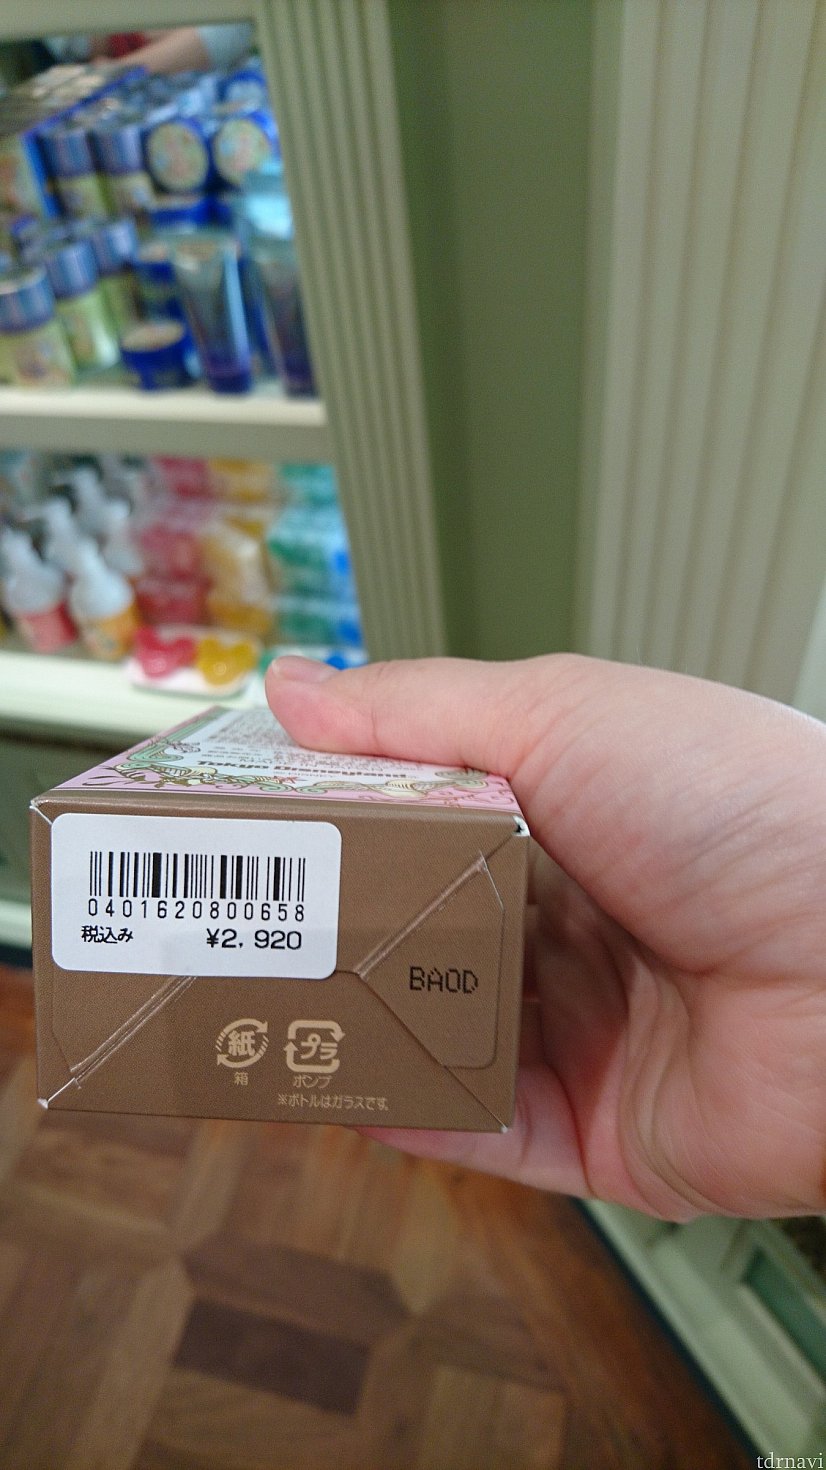 Tokyo Disneyland
0401620800658
税込み ¥2,920
BAOD
紙 プラ
箱 ポンプ
※ボトルはガラスです。
tdrnavi